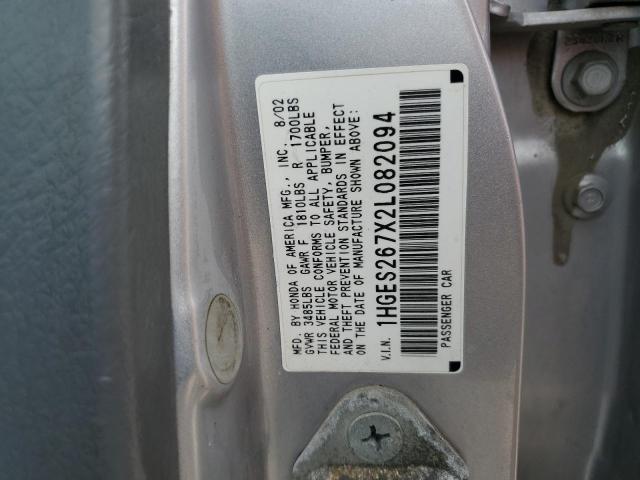 MFD. BY HONDA OF AMERICA MFG., INC. 8/02
GVWR 3485LBS GAWR F 1810LBS R 1700LBS
THIS VEHICLE CONFORMS TO ALL APPLICABLE
FEDERAL MOTOR VEHICLE SAFETY, BUMPER,
AND THEFT PREVENTION STANDARDS IN EFFECT
ON THE DATE OF MANUFACTURE SHOWN ABOVE:
V.I.N. 1HGES267X2L082094
PASSENGER CAR